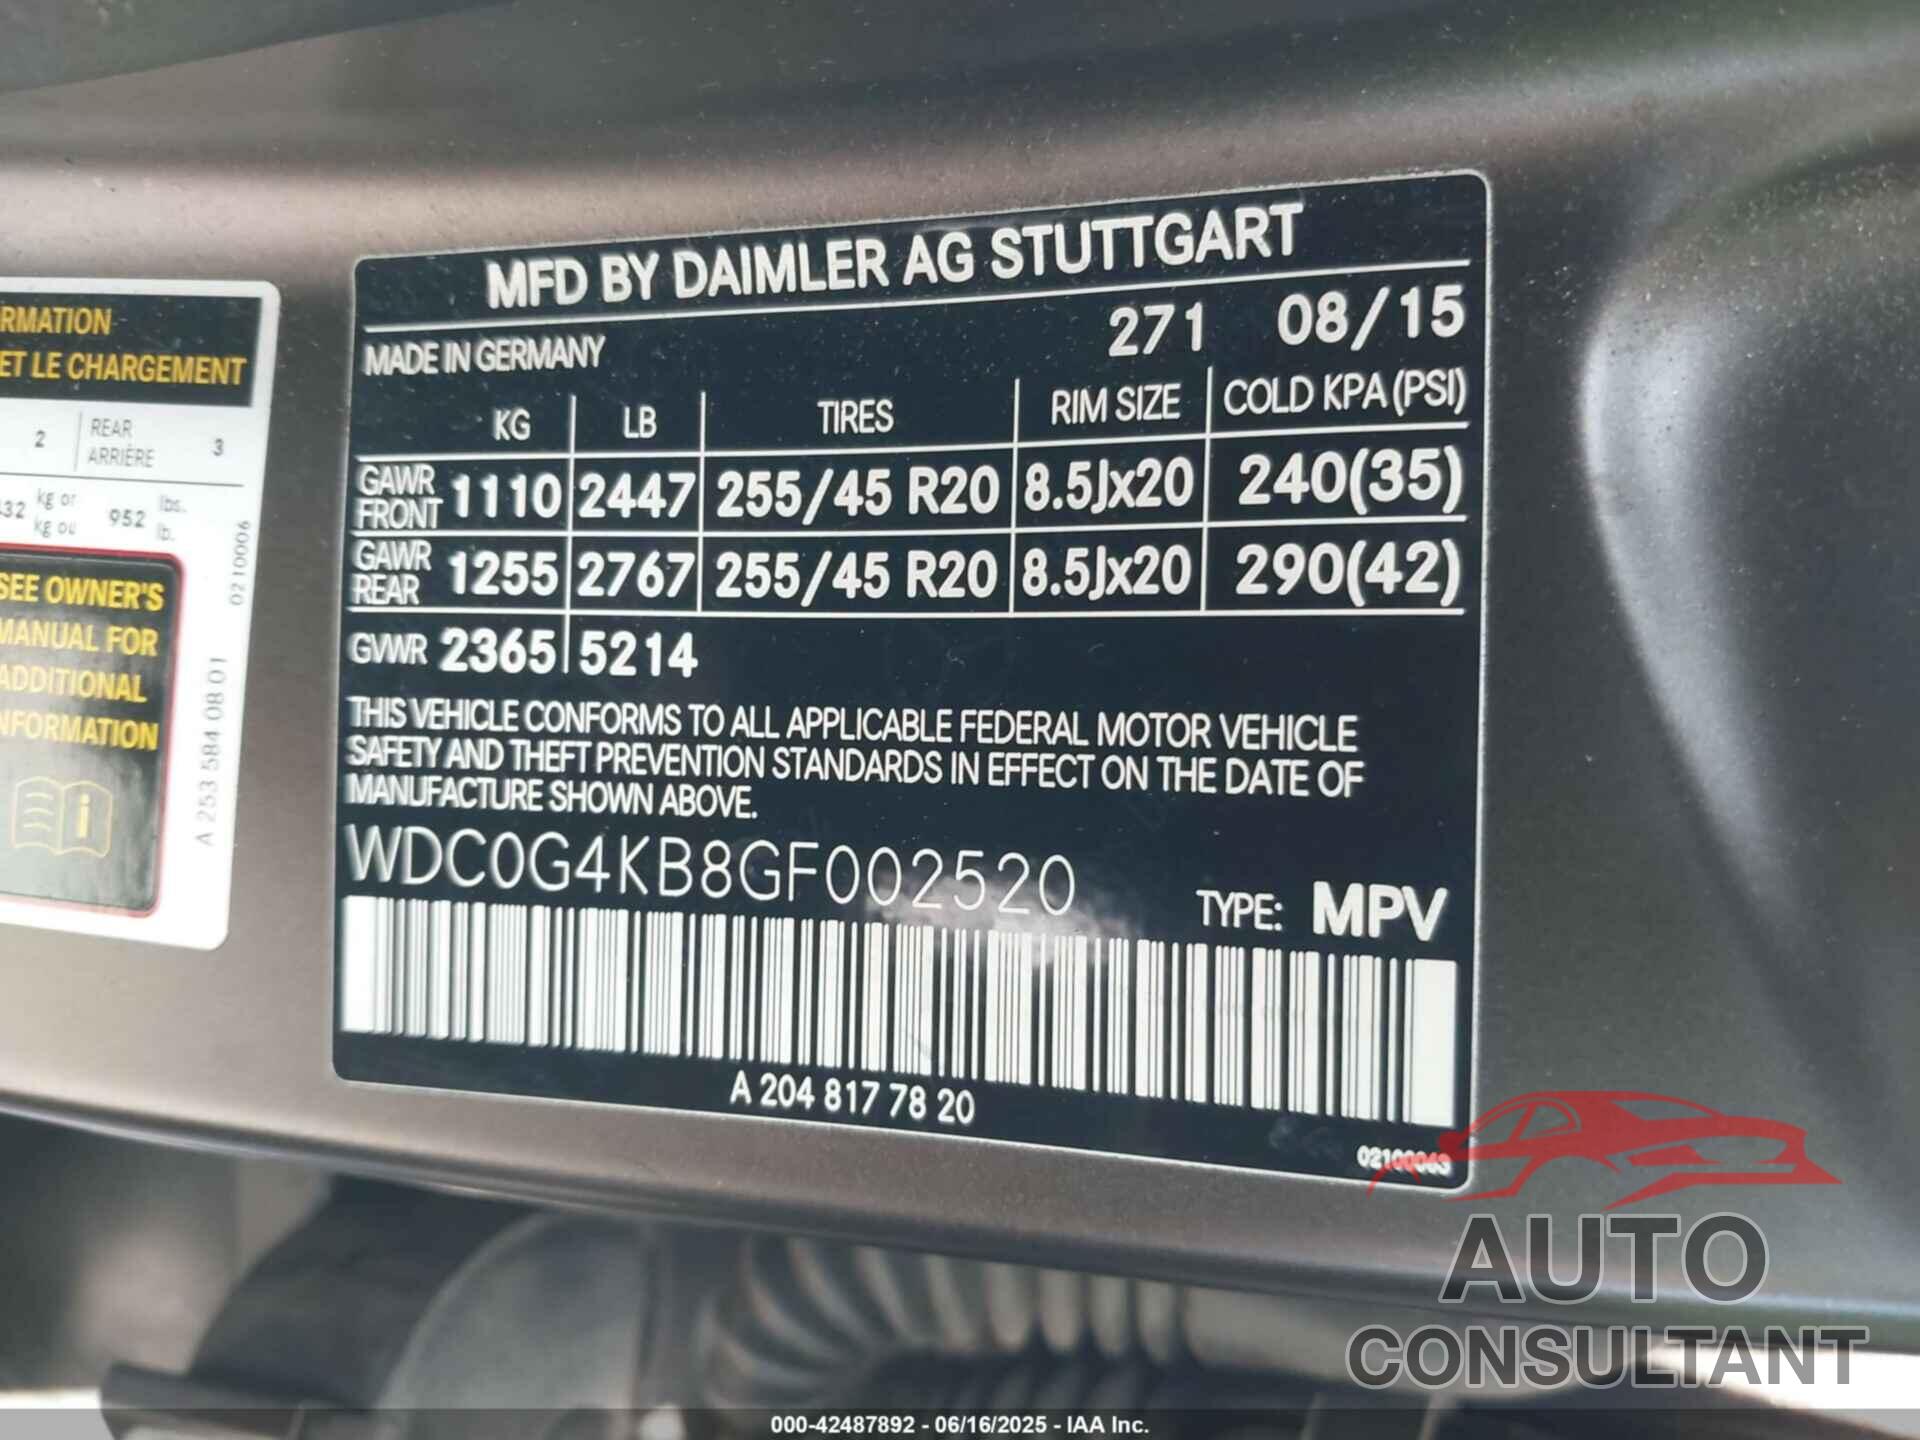 RMATION
ET LE CHARGEMENT
2 REAR ARRIÈRE 3
432 kg or kg ou 952 lbs. lb.
SEE OWNER'S
MANUAL FOR
ADDITIONAL
NFORMATION
02100006
A 253 584 08 01
MFD BY DAIMLER AG STUTTGART
MADE IN GERMANY 271 08/15
KG LB TIRES RIM SIZE COLD KPA (PSI)
GAWR FRONT 1110 2447 255/45 R20 8.5Jx20 240(35)
GAWR REAR 1255 2767 255/45 R20 8.5Jx20 290(42)
GVWR 2365 5214
THIS VEHICLE CONFORMS TO ALL APPLICABLE FEDERAL MOTOR VEHICLE
SAFETY AND THEFT PREVENTION STANDARDS IN EFFECT ON THE DATE OF
MANUFACTURE SHOWN ABOVE.
WDC0G4KB8GF002520
TYPE: MPV
A 204 817 78 20
02100063
AUTO
CONSULTANT
000-42487892 - 06/16/2025 - IAA Inc.